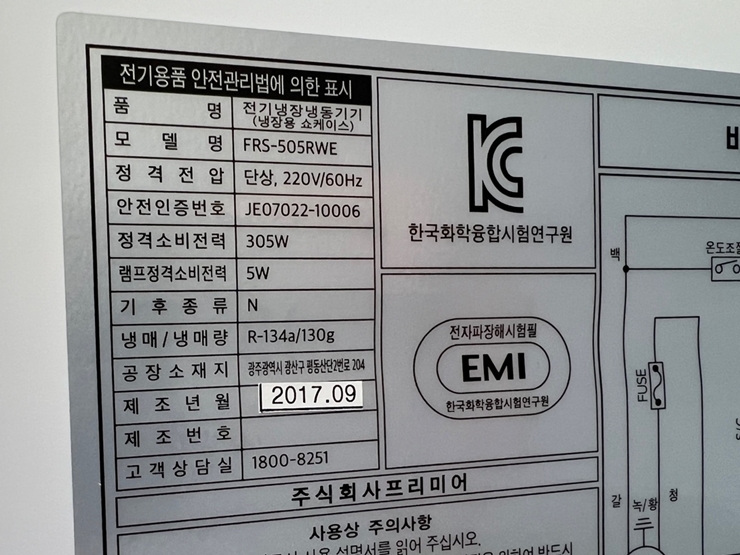 전기용품 안전관리법에 의한 표시
품 명 전기냉장냉동기기
(냉장용 쇼케이스)
모 델 명 FRS-505RWE
정 격 전 압 단상, 220V/60Hz
안전인증번호 JE07022-10006
정격소비전력 305W
램프정격소비전력 5W
기 후 종 류 N
냉매/냉매량 R-134a/130g
공 장 소 재 지 광주광역시 광산구 평동산단2번로 204
제 조 년 월 2017.09
제 조 번 호
고객상담실 1800-8251
주식회사프리미어
사용상 주의사항
KC
한국화학융합시험연구원
전자파장해시험필
EMI
한국화학융합시험연구원
백
온도조절
FUSE
갈 녹/황 청